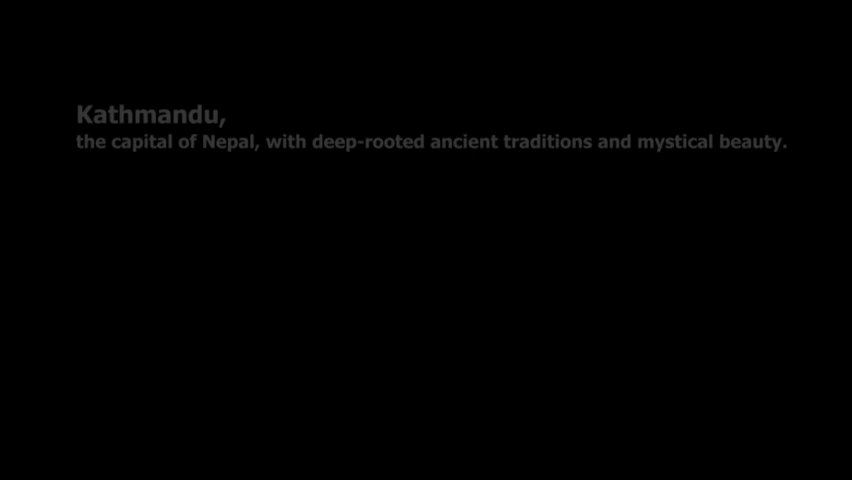 Kathmandu,
the capital of Nepal, with deep-rooted ancient traditions and mystical beauty.